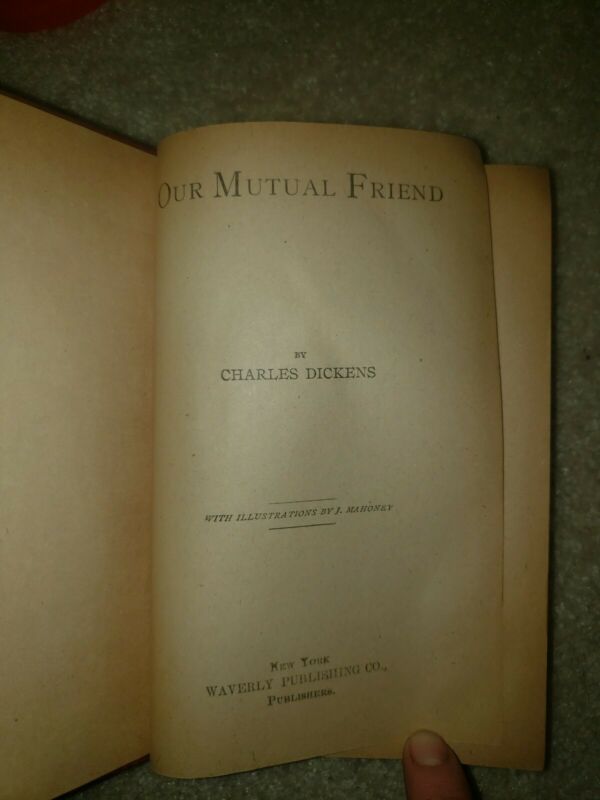 OUR MUTUAL FRIEND
BY
CHARLES DICKENS
WITH ILLUSTRATIONS BY J. MAHONEY
NEW YORK
WAVERLY PUBLISHING CO.,
PUBLISHERS.